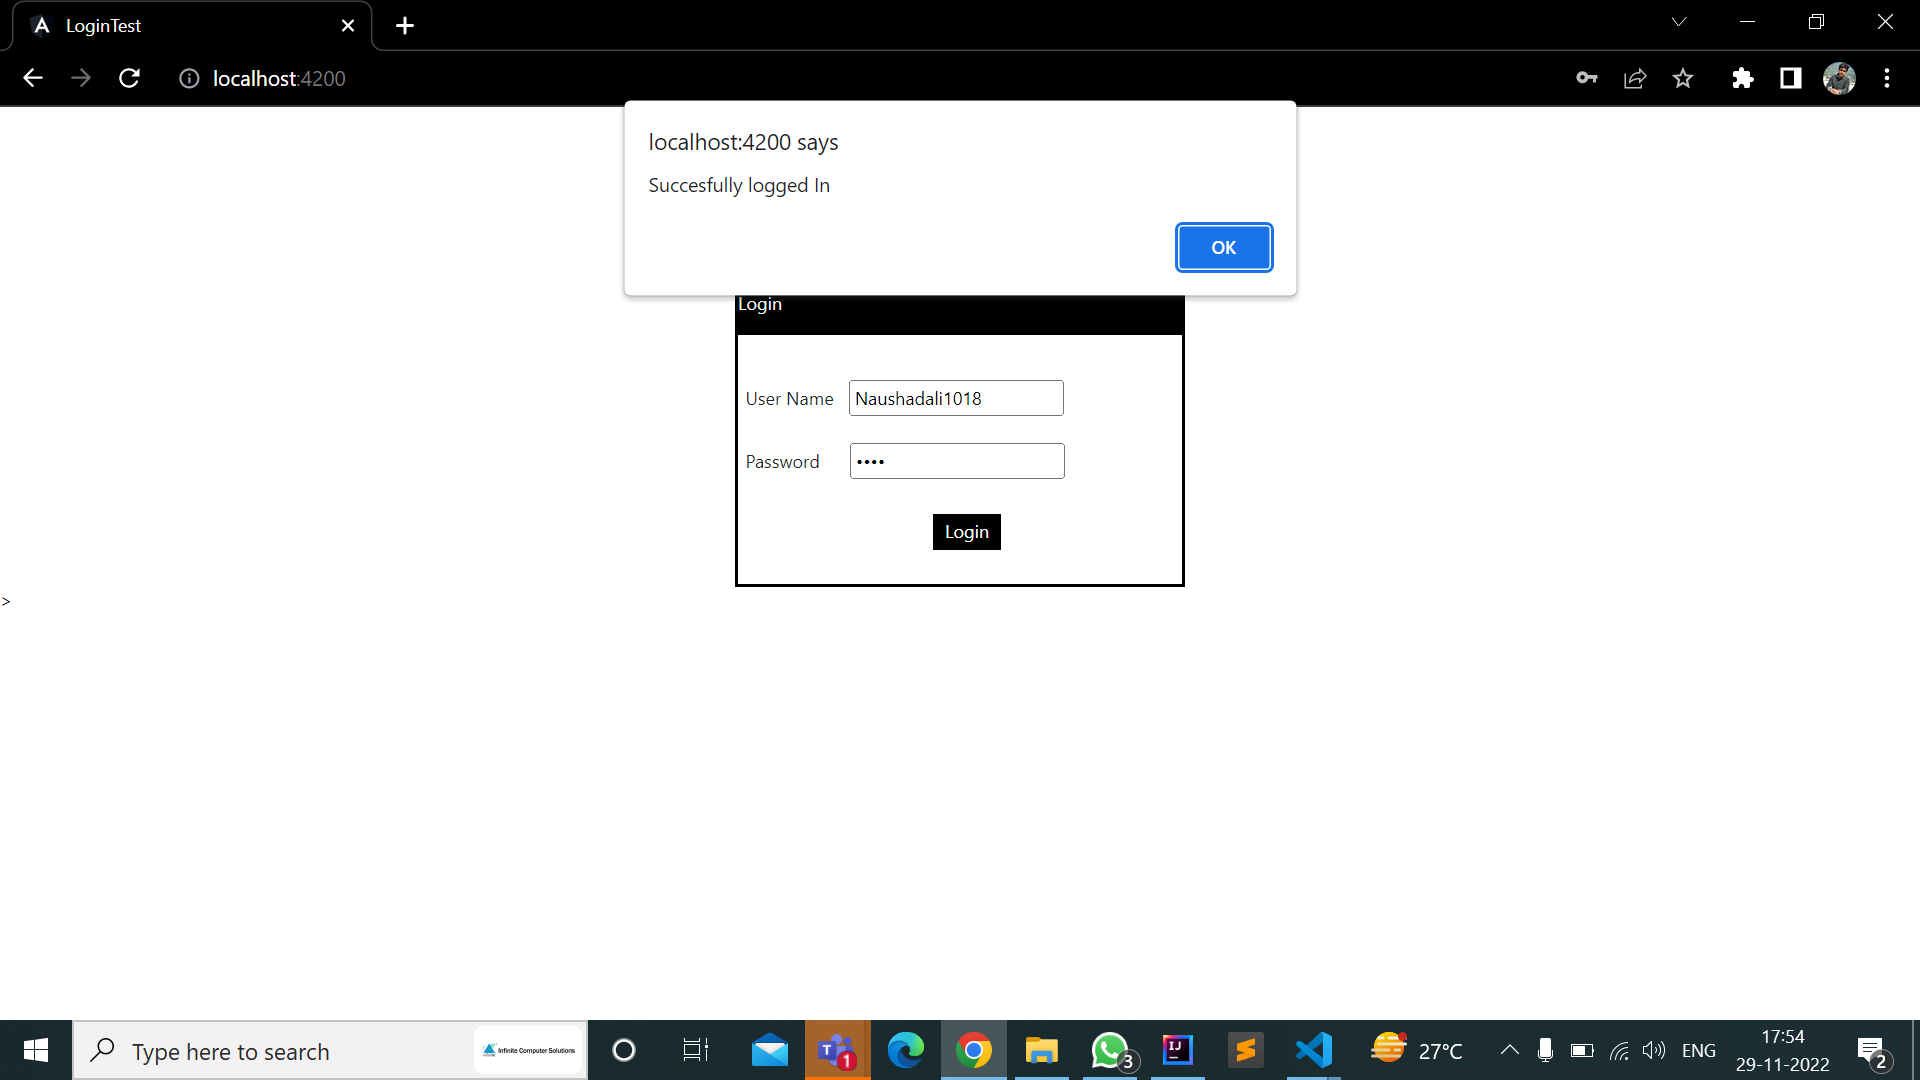 LoginTest
localhost:4200
localhost:4200 says
Succesfully logged In
OK
Login
User Name Naushadali1018
Password ••••
Login
>
Type here to search
Infinite Computer Solutions
T 1
3
IJ
27°C
ENG
17:54
29-11-2022
2